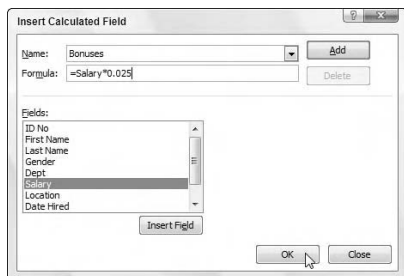 Insert Calculated Field
Name: Bonuses Add
Formula: =Salary*0.025 Delete
Fields:
ID No
First Name
Last Name
Gender
Dept
Salary
Location
Date Hired
Insert Field
OK Close